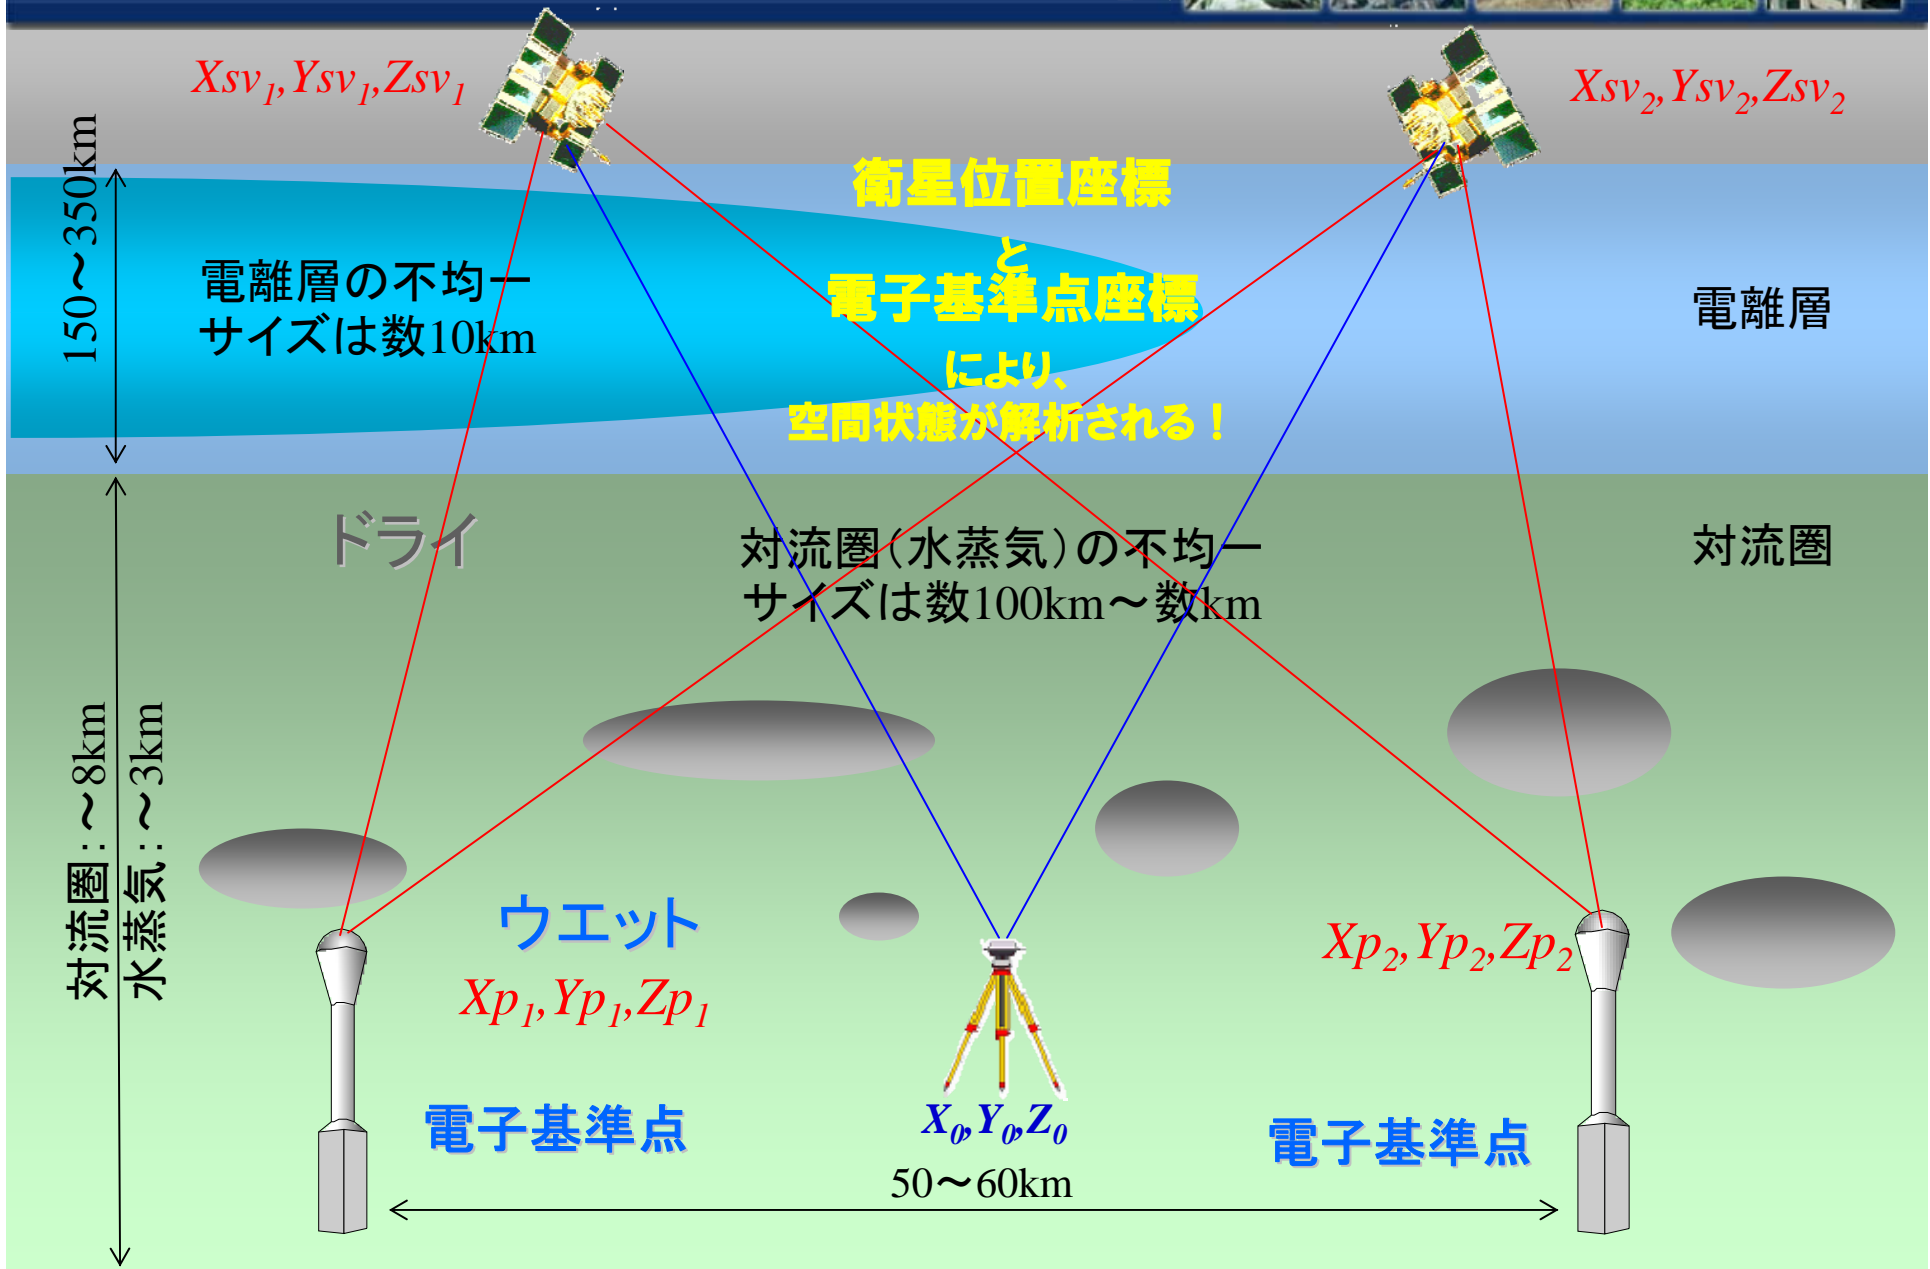 Xsv1,Ysv1,Zsv1
Xsv2,Ysv2,Zsv2
衛星位置座標
と
電子基準点座標
により、
空間状態が解析される！
150～350km
電離層の不均一
サイズは数10km
電離層
ドライ
対流圏（水蒸気）の不均一
サイズは数100km～数km
対流圏
対流圏：～8km
水蒸気：～3km
ウエット
Xp1,Yp1,Zp1
Xp2,Yp2,Zp2
電子基準点
X0,Y0,Z0
電子基準点
50～60km